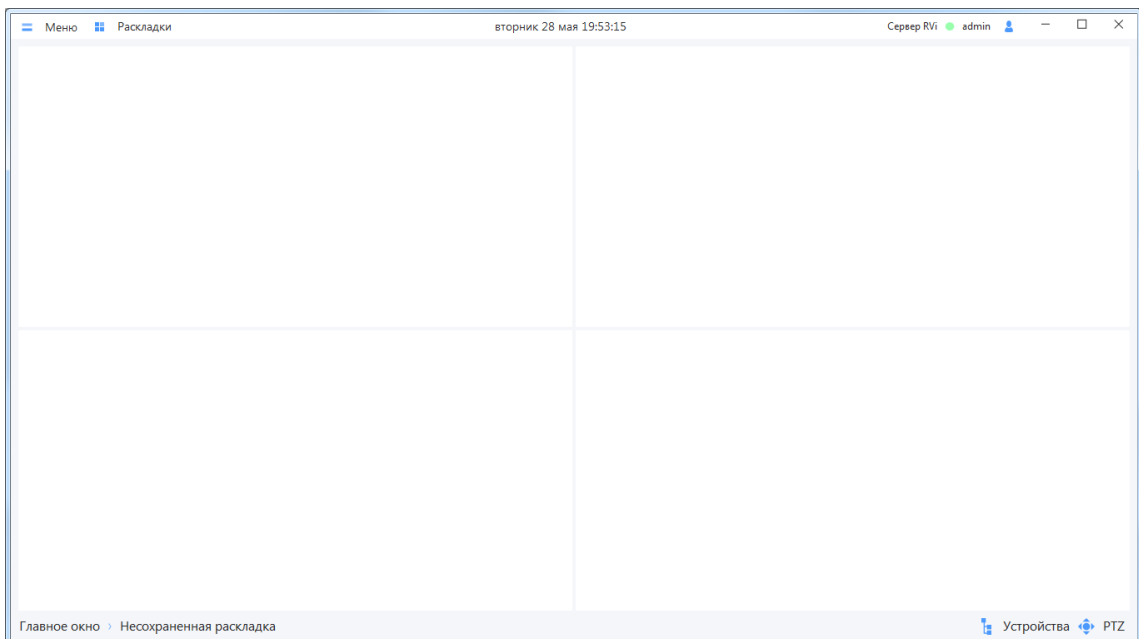 Меню Раскладки вторник 28 мая 19:53:15 Сервер RVi admin
Главное окно › Несохраненная раскладка Устройства PTZ